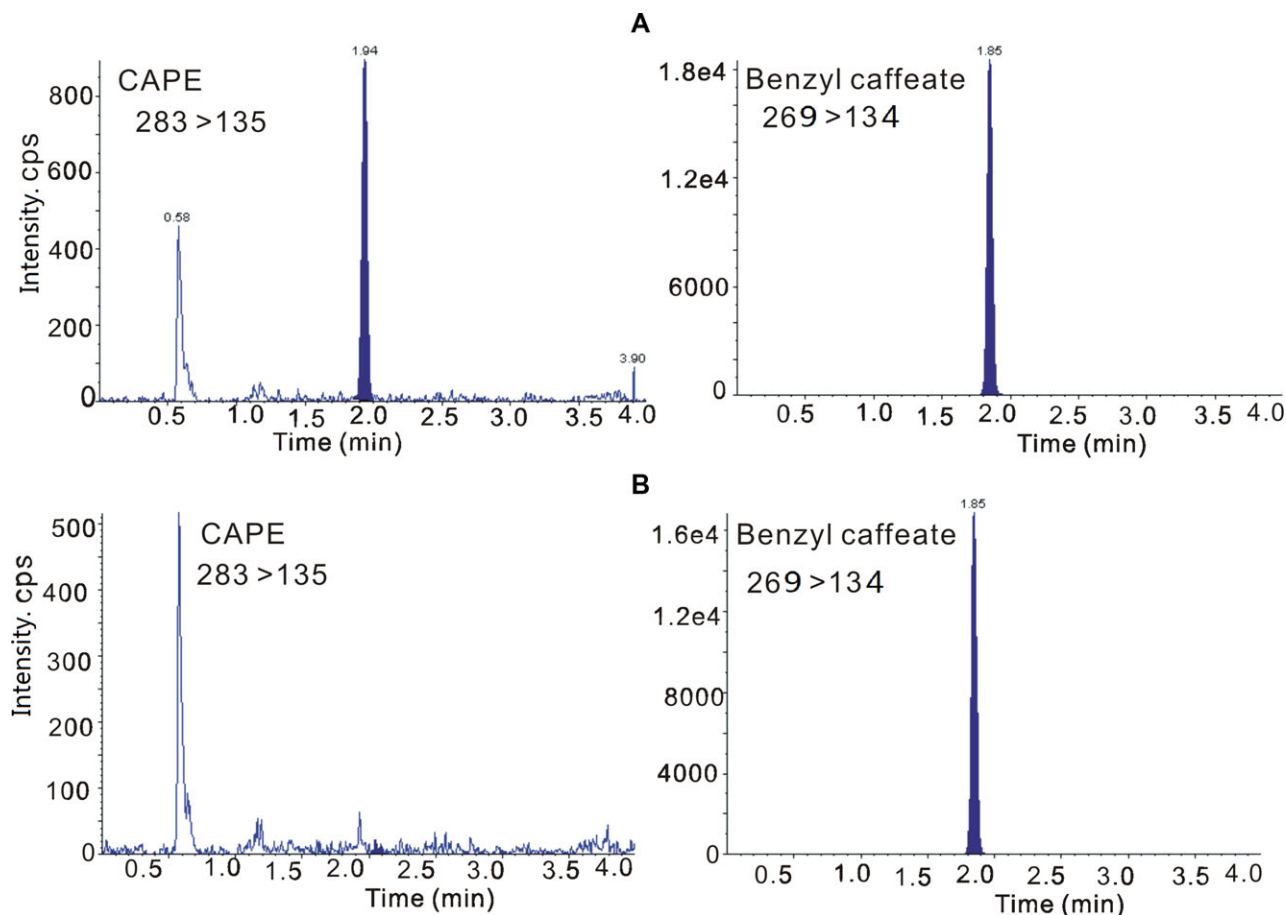 A
CAPE
283 >135
1.94
0.58
3.90
800
600
400
200
0
Intensity. cps
0.5 1.0 1.5 2.0 2.5 3.0 3.5 4.0
Time (min)
Benzyl caffeate
269 >134
1.85
1.8e4
1.2e4
6000
0
0.5 1.0 1.5 2.0 2.5 3.0 3.5 4.0
Time (min)
B
CAPE
283 >135
500
400
300
200
100
0
Intensity. cps
0.5 1.0 1.5 2.0 2.5 3.0 3.5 4.0
Time (min)
Benzyl caffeate
269 >134
1.85
1.6e4
1.2e4
8000
4000
0
0.5 1.0 1.5 2.0 2.5 3.0 3.5 4.0
Time (min)